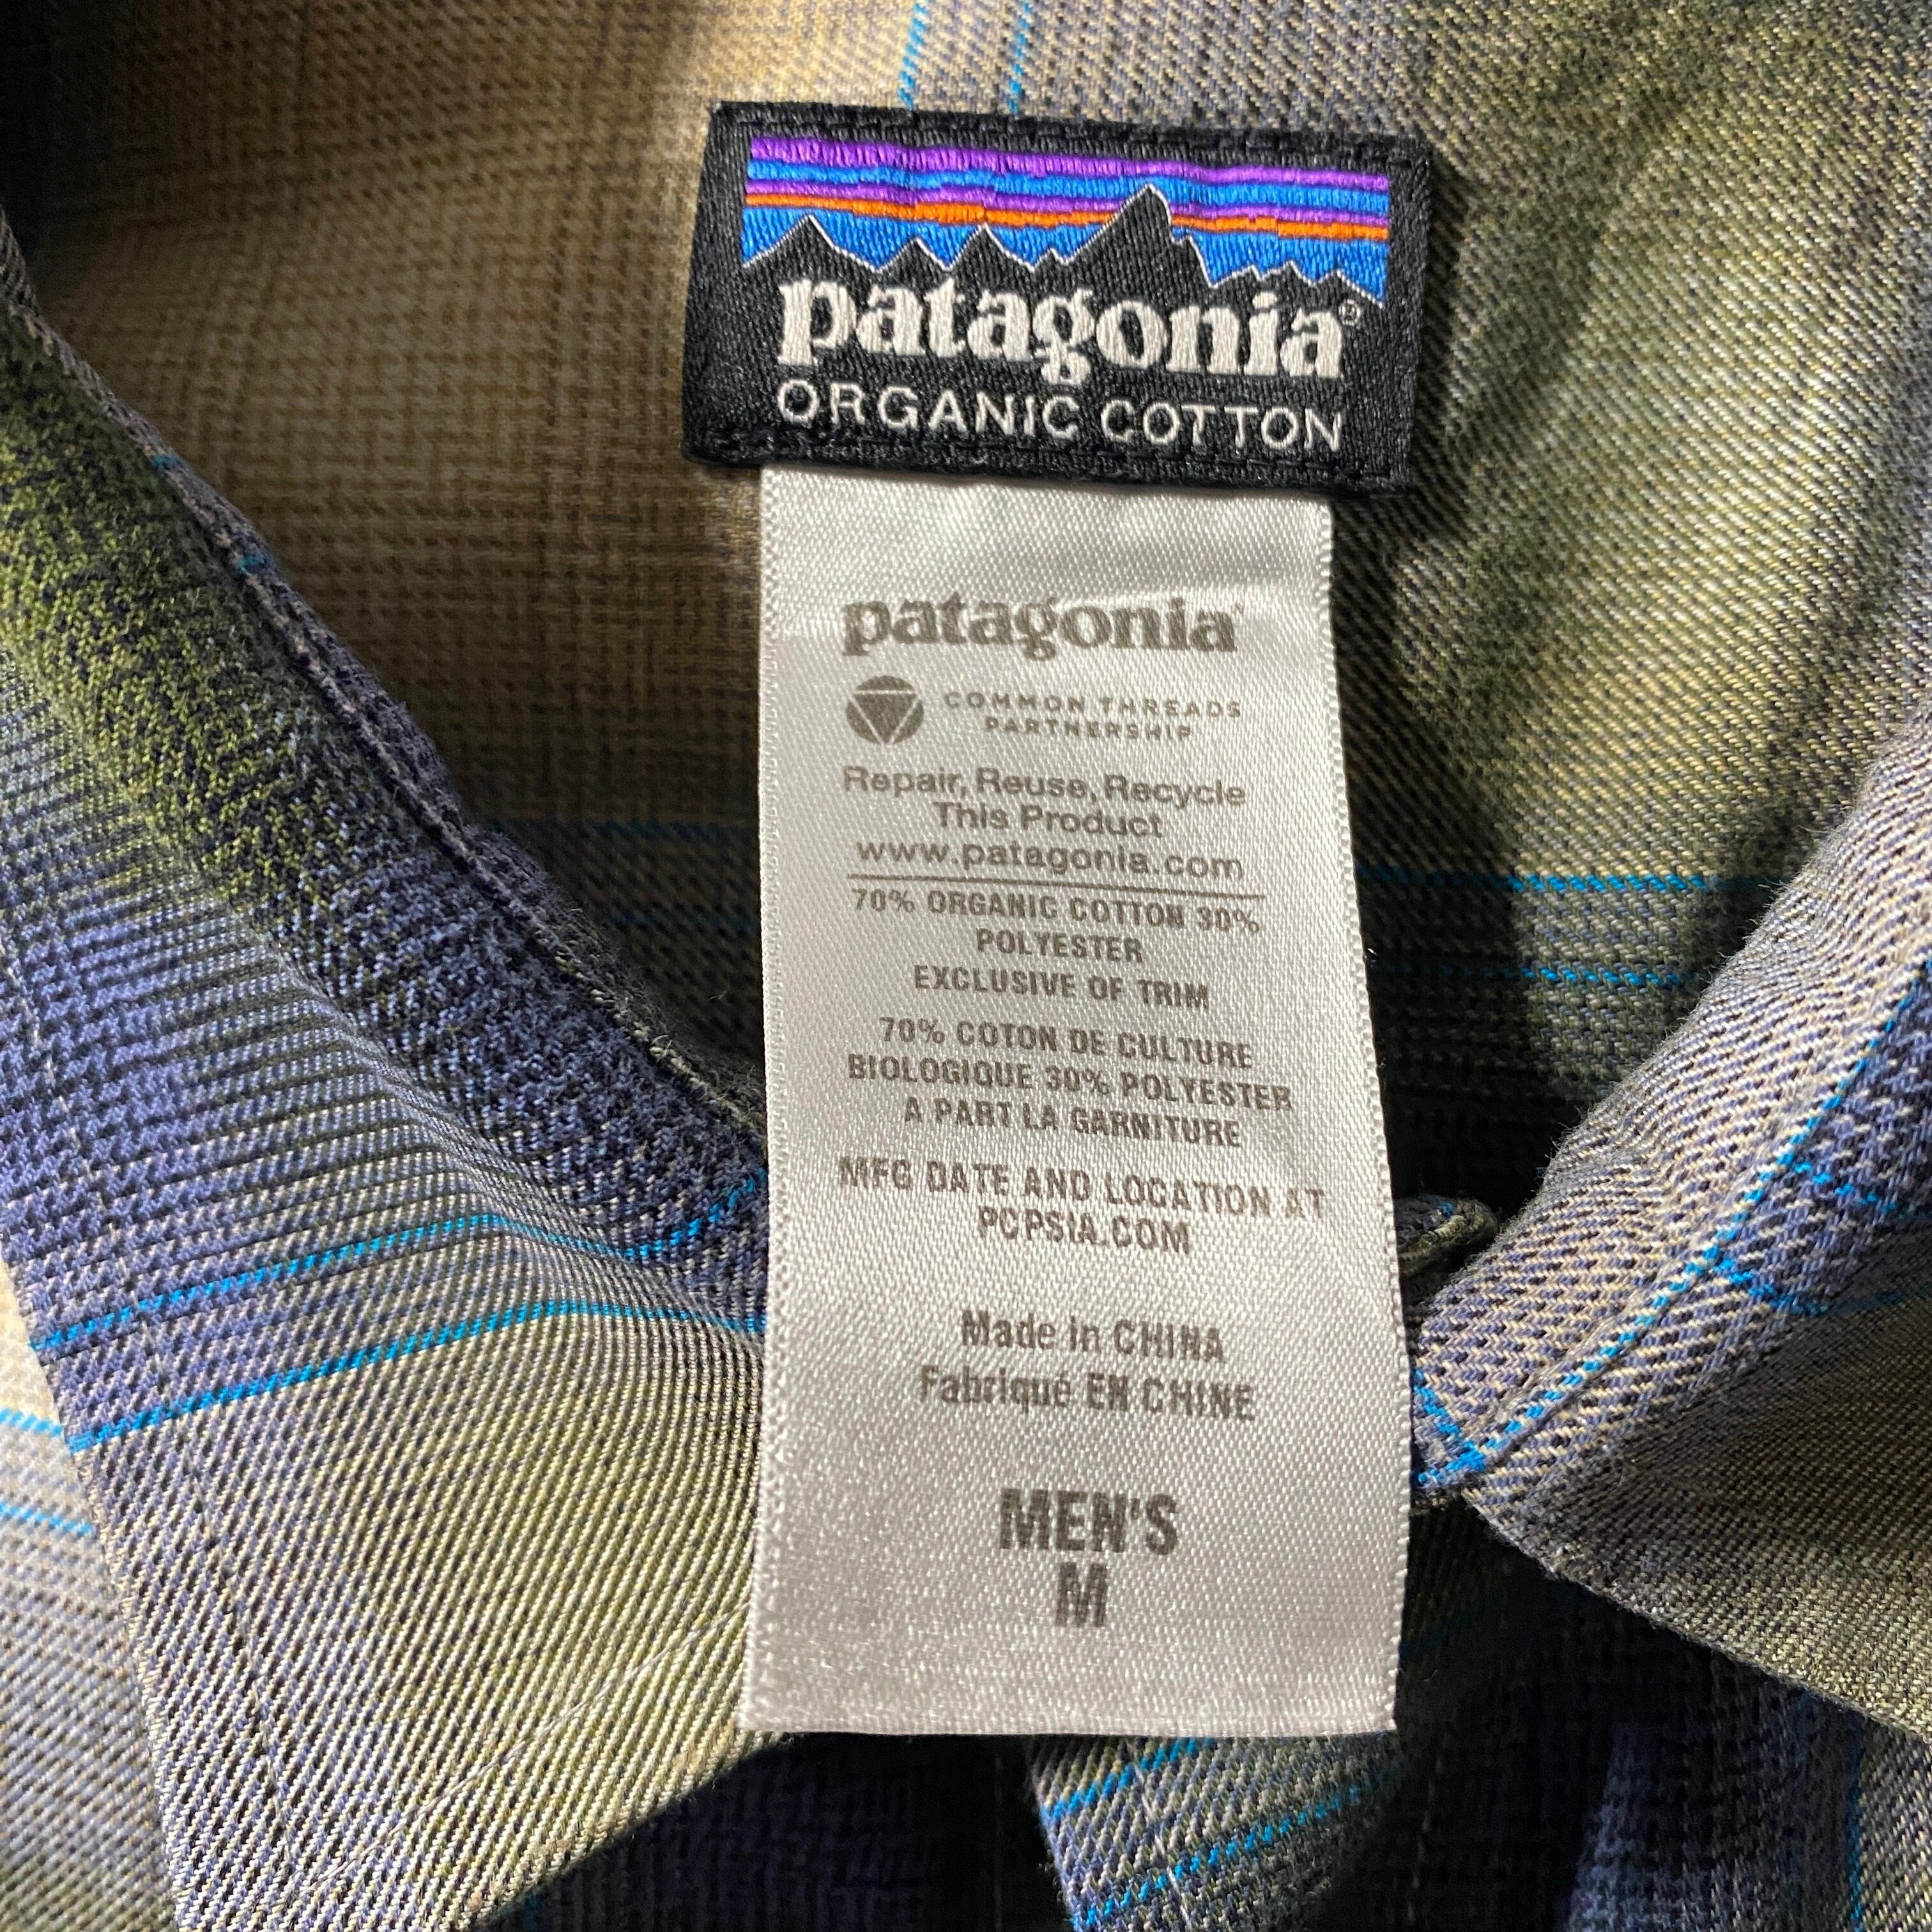 patagonia®
ORGANIC COTTON
patagonia®
COMMON THREADS
PARTNERSHIP
Repair, Reuse, Recycle
This Product
www.patagonia.com
70% ORGANIC COTTON 30%
POLYESTER
EXCLUSIVE OF TRIM
70% COTON DE CULTURE
BIOLOGIQUE 30% POLYESTER
A PART LA GARNITURE
MFG DATE AND LOCATION AT
PCPSIA.COM
Made in CHINA
Fabriqué EN CHINE
MEN'S
M